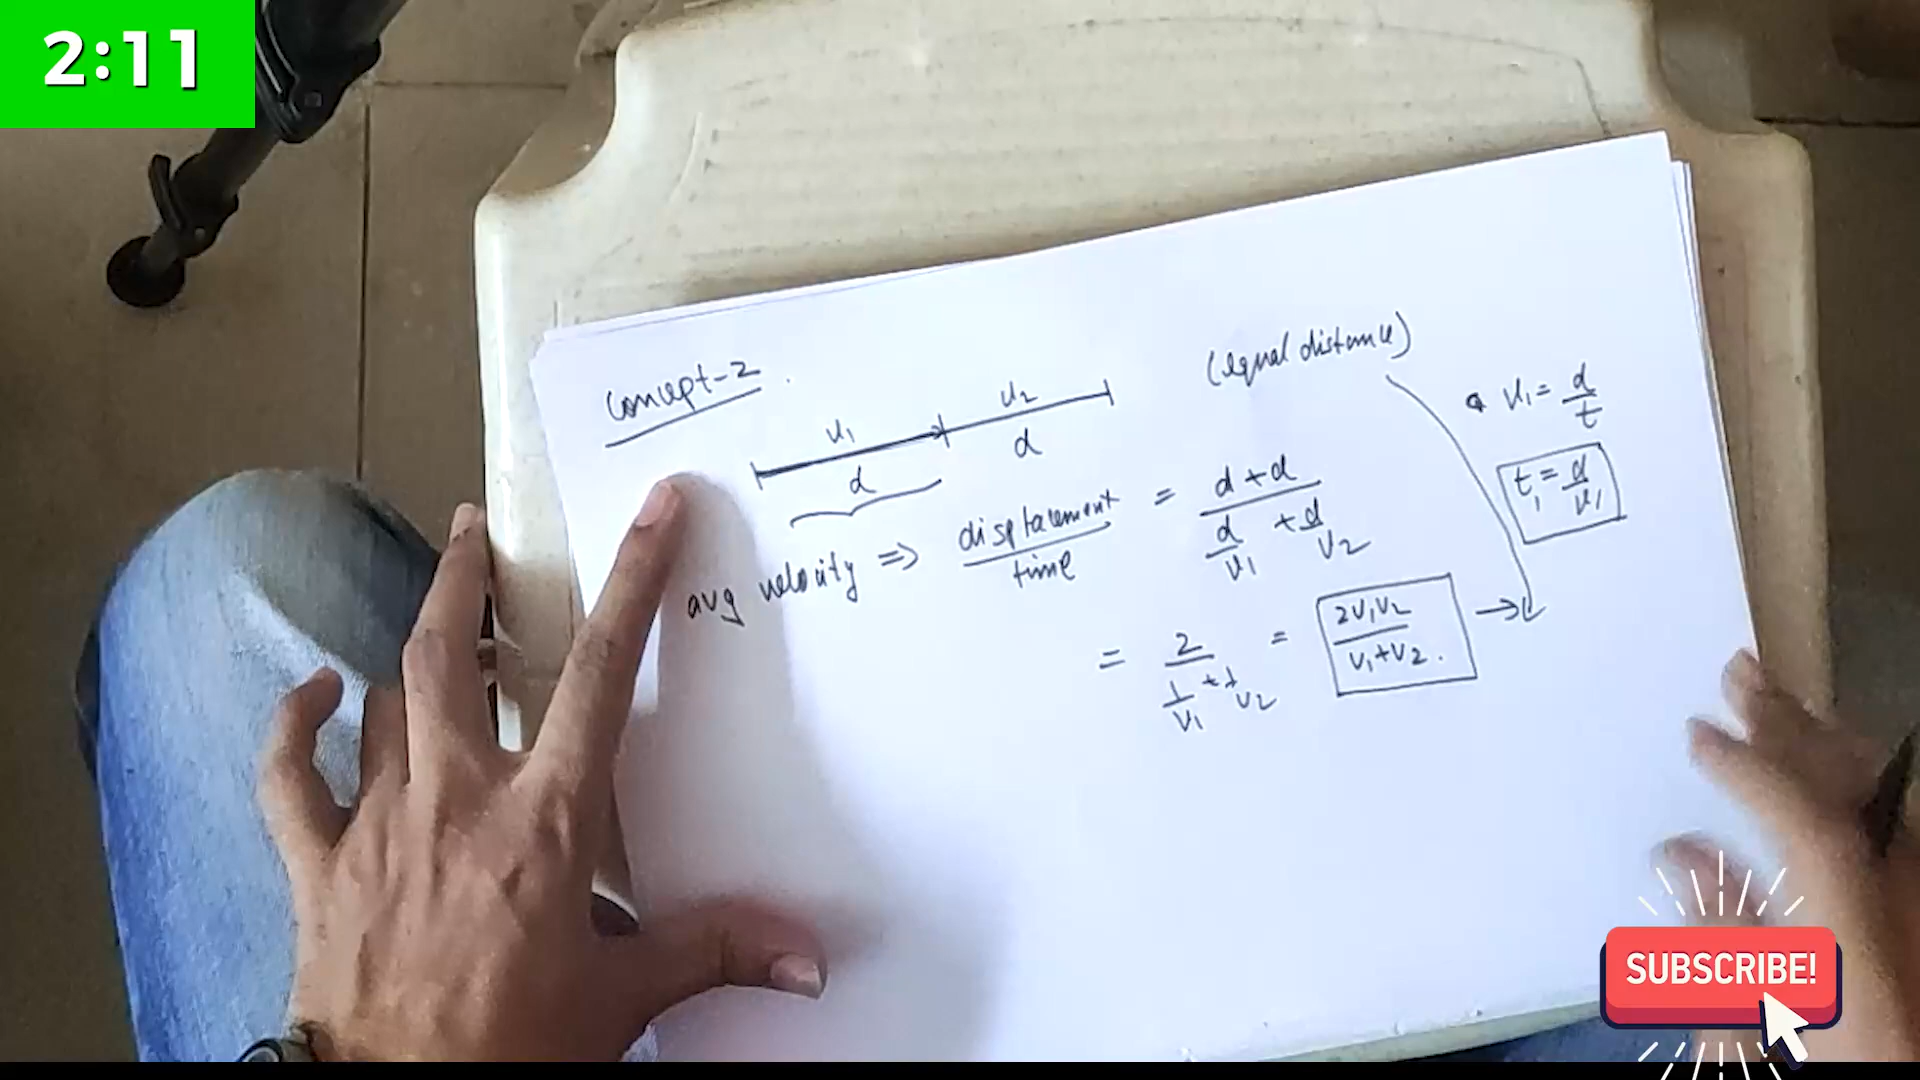 2:11
Concept-2.
(equal distance)
v₁ v₂
d d
v₁ = d/t
t₁ = d/v₁
avg velocity => displacement/time = (d+d)/(d/v₁ + d/v₂)
= 2/(1/v₁ + 1/v₂) = 2v₁v₂/(v₁+v₂). →
SUBSCRIBE!